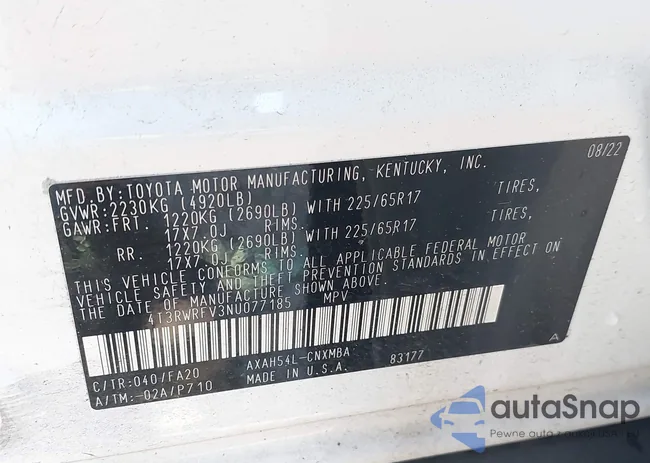 MFD.BY:TOYOTA MOTOR MANUFACTURING, KENTUCKY, INC. 08/22
GVWR:2230KG (4920LB)
GAWR:FRT. 1220KG (2690LB) WITH 225/65R17 TIRES,
17X7.0J RIMS.
RR. 1220KG (2690LB) WITH 225/65R17 TIRES,
17X7.0J RIMS.
THIS VEHICLE CONFORMS TO ALL APPLICABLE FEDERAL MOTOR
VEHICLE SAFETY AND THEFT PREVENTION STANDARDS IN EFFECT ON
THE DATE OF MANUFACTURE SHOWN ABOVE.
4T3RWRFV3NU077185 MPV
C/TR:040/FA20 AXAH54L-CNXMBA 83177 A
A/TM:-02A/P710 MADE IN U.S.A.
autaSnap
Pewne auto z